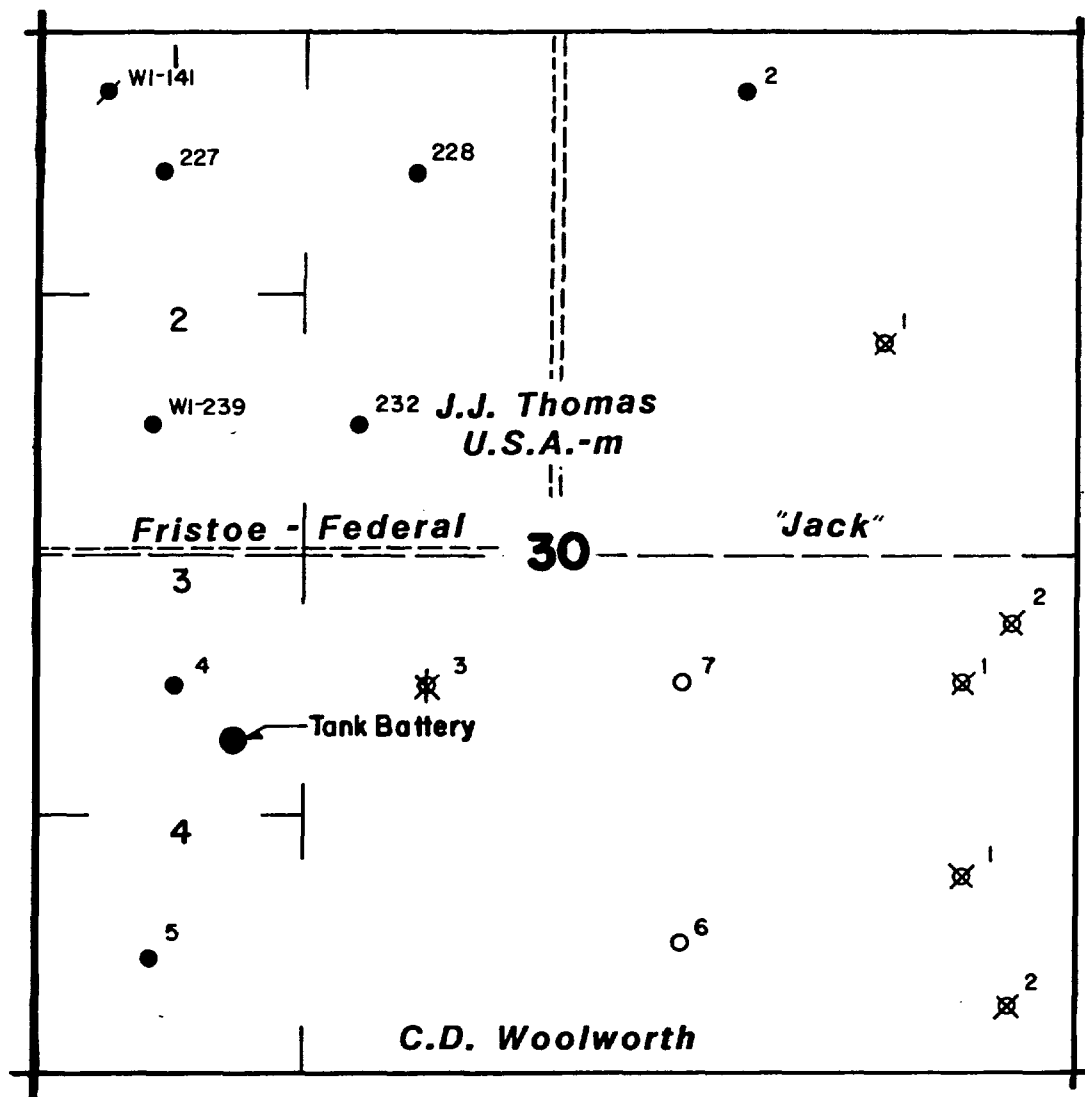 1
WI-141
2
227
228
2
1
WI-239
232
J.J. Thomas
U.S.A.-m
Fristoe - Federal
"Jack"
30
3
2
4
3
7
1
Tank Battery
4
1
5
6
2
C.D. Woolworth